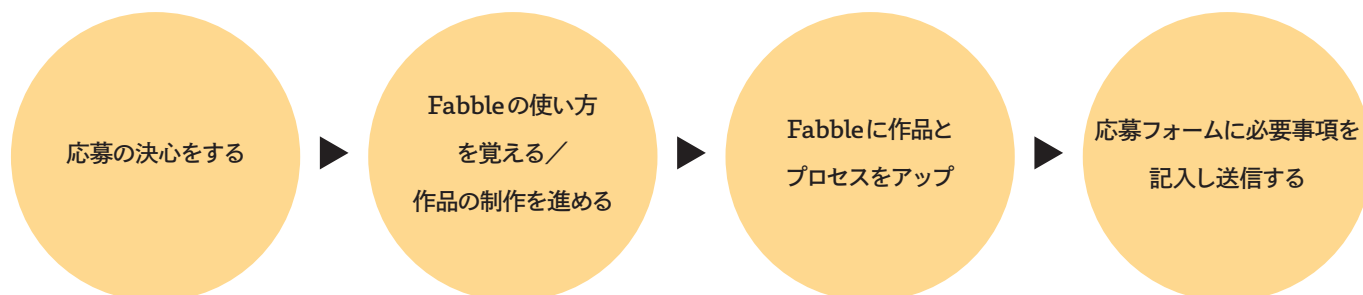 応募の決心をする
Fabbleの使い方
を覚える／
作品の制作を進める
Fabbleに作品と
プロセスをアップ
応募フォームに必要事項を
記入し送信する